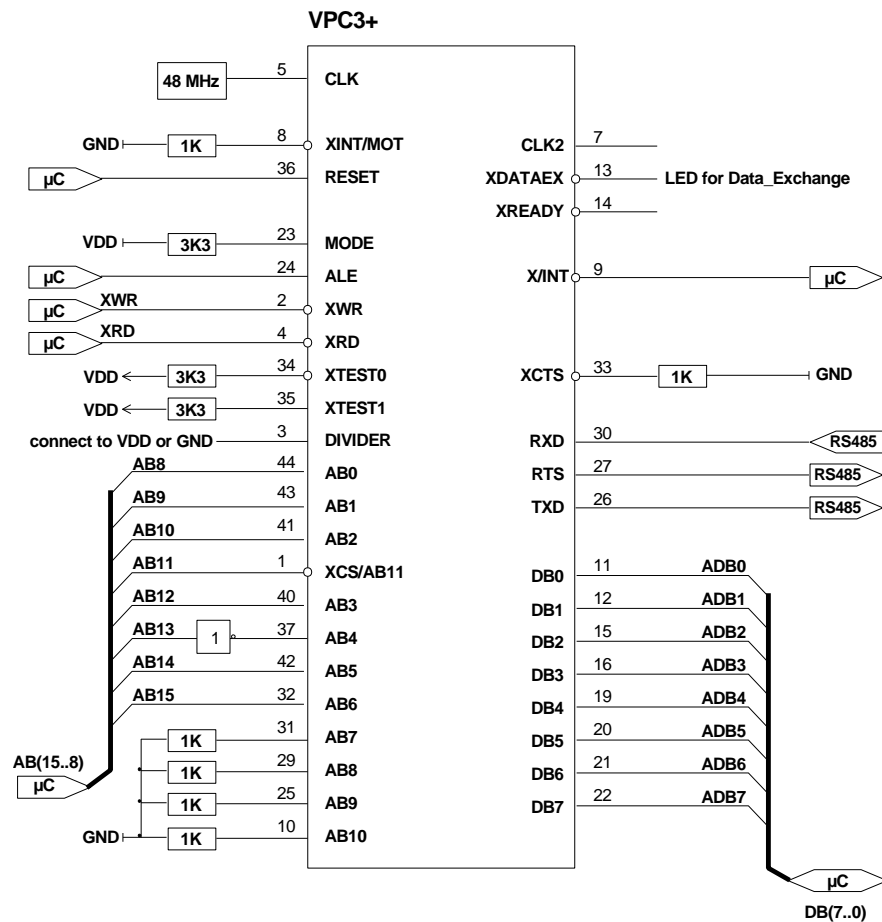 VPC3+
48 MHz 5 CLK
GND 1K 8 XINT/MOT
CLK2 7
µC 36 RESET
XDATAEX 13 LED for Data_Exchange
XREADY 14
VDD 3K3 23 MODE
µC 24 ALE
X/INT 9 µC
µC XWR 2 XWR
µC XRD 4 XRD
VDD 3K3 34 XTEST0
XCTS 33 1K GND
VDD 3K3 35 XTEST1
connect to VDD or GND 3 DIVIDER
RXD 30 RS485
AB8 44 AB0
RTS 27 RS485
AB9 43 AB1
TXD 26 RS485
AB10 41 AB2
AB11 1 XCS/AB11
DB0 11 ADB0
AB12 40 AB3
DB1 12 ADB1
AB13 1 37 AB4
DB2 15 ADB2
AB14 42 AB5
DB3 16 ADB3
AB15 32 AB6
DB4 19 ADB4
1K 31 AB7
DB5 20 ADB5
AB(15..8)
µC
1K 29 AB8
DB6 21 ADB6
1K 25 AB9
DB7 22 ADB7
GND 1K 10 AB10
µC
DB(7..0)